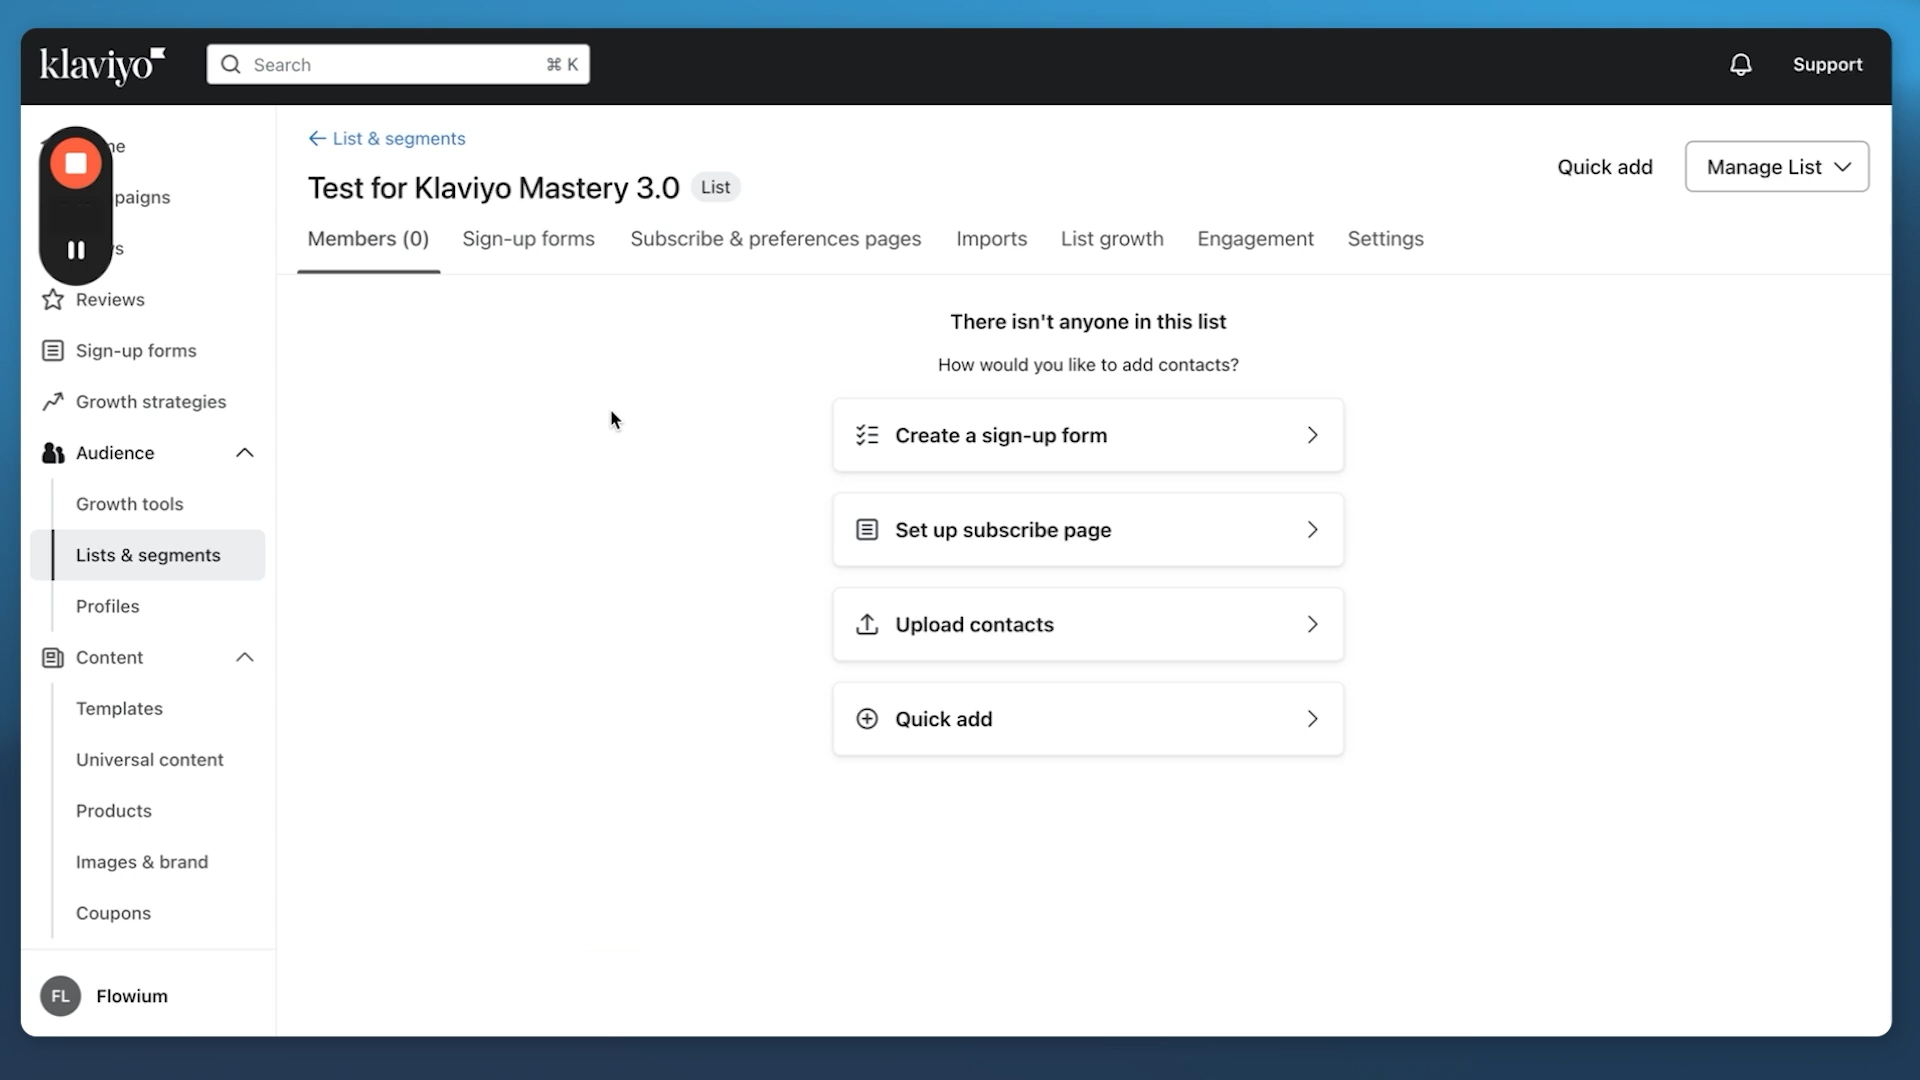 klaviyo
Search
⌘ K
Support
me
paigns
s
Reviews
Sign-up forms
Growth strategies
Audience
Growth tools
Lists & segments
Profiles
Content
Templates
Universal content
Products
Images & brand
Coupons
FL
Flowium
← List & segments
Test for Klaviyo Mastery 3.0
List
Quick add
Manage List
Members (0)
Sign-up forms
Subscribe & preferences pages
Imports
List growth
Engagement
Settings
There isn't anyone in this list
How would you like to add contacts?
Create a sign-up form
Set up subscribe page
Upload contacts
Quick add